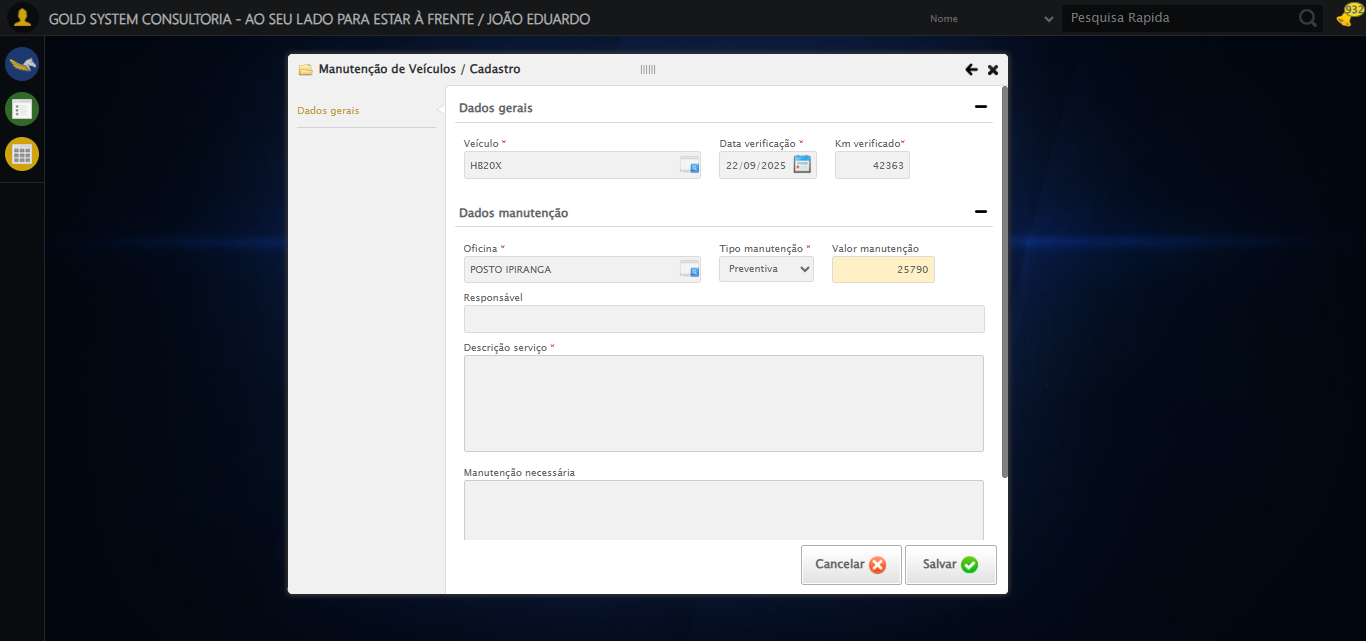 GOLD SYSTEM CONSULTORIA - AO SEU LADO PARA ESTAR À FRENTE / JOÃO EDUARDO
Nome
Pesquisa Rapida
932
Manutenção de Veículos / Cadastro
Dados gerais
Dados gerais
Veículo * Data verificação * Km verificado*
HB20X 22/09/2025 42363
Dados manutenção
Oficina * Tipo manutenção * Valor manutenção
POSTO IPIRANGA Preventiva 25790
Responsável
Descrição serviço *
Manutenção necessária
Cancelar Salvar